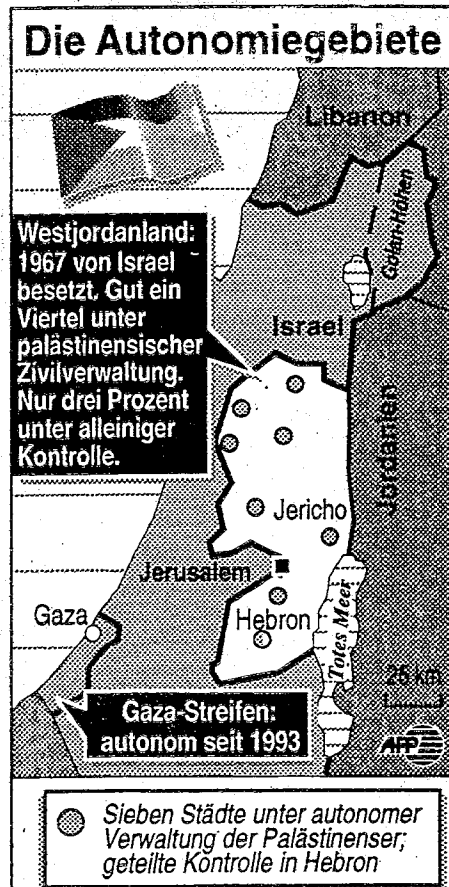 Die Autonomiegebiete
Libanon
Golan-Höhen
Westjordanland:
1967 von Israel
besetzt. Gut ein
Viertel unter
palästinensischer
Zivilverwaltung.
Nur drei Prozent
unter alleiniger
Kontrolle.
Israel
Jordanien
Jericho
Jerusalem
Gaza
Hebron
Totes Meer
25 km
Gaza-Streifen:
autonom seit 1993
AFP
Sieben Städte unter autonomer
Verwaltung der Palästinenser;
geteilte Kontrolle in Hebron